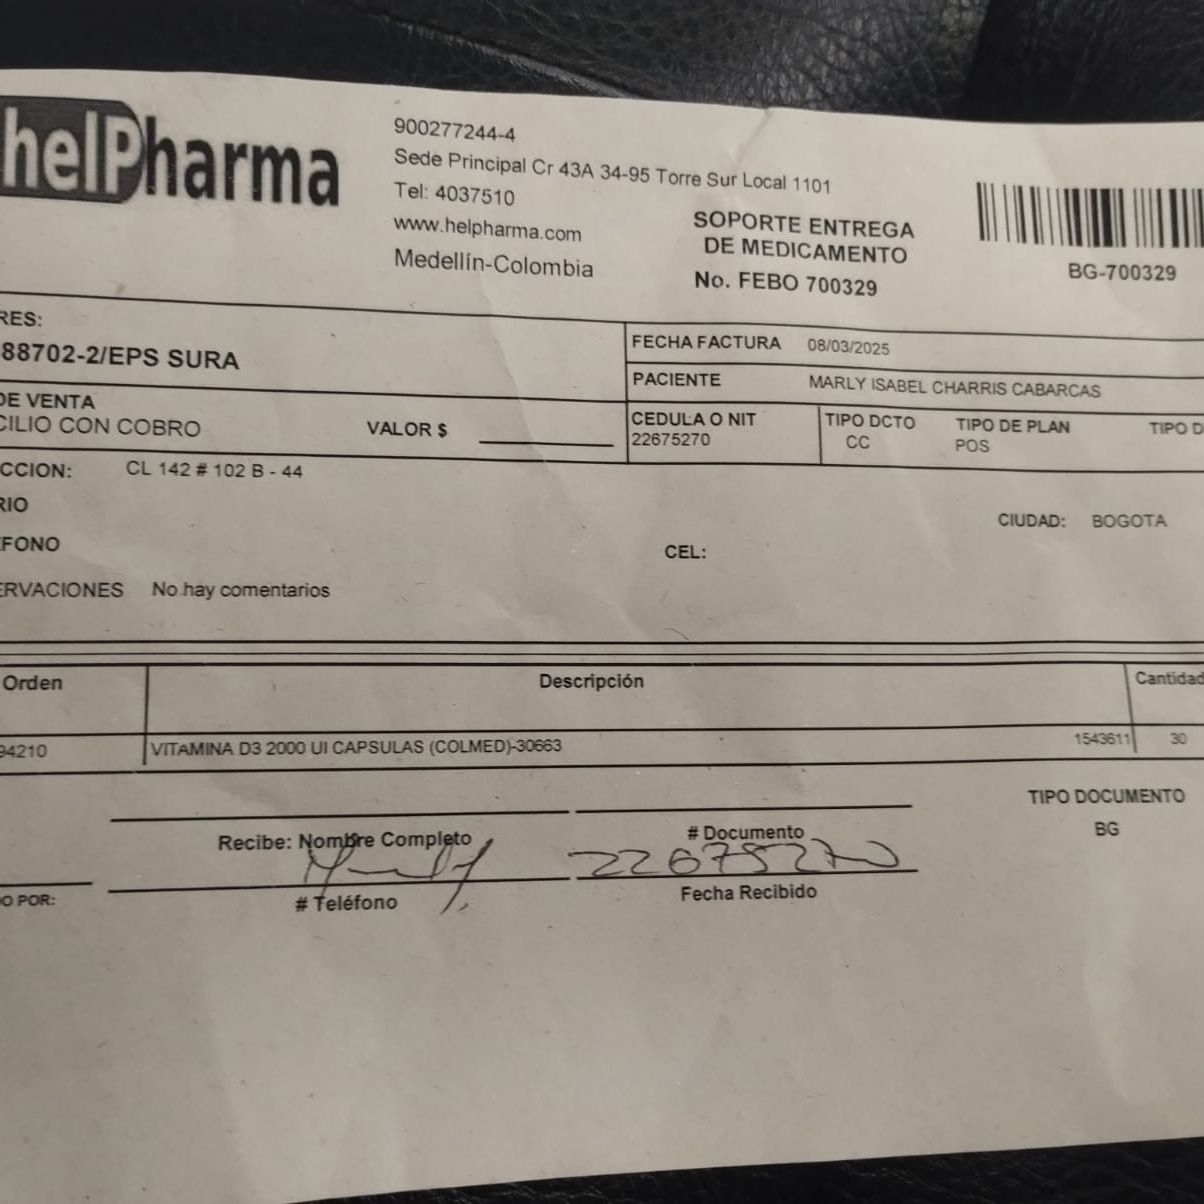 helPharma
900277244-4
Sede Principal Cr 43A 34-95 Torre Sur Local 1101
Tel: 4037510
www.helpharma.com
Medellín-Colombia
SOPORTE ENTREGA
DE MEDICAMENTO
No. FEBO 700329
BG-700329
RES:
88702-2/EPS SURA
FECHA FACTURA 08/03/2025
PACIENTE MARLY ISABEL CHARRIS CABARCAS
DE VENTA
CILIO CON COBRO VALOR $
CEDULA O NIT TIPO DCTO TIPO DE PLAN TIPO D
22675270 CC POS
CCION: CL 142 # 102 B - 44
RIO
CIUDAD: BOGOTA
FONO CEL:
ERVACIONES No hay comentarios
Orden Descripción Cantidad
94210 VITAMINA D3 2000 UI CAPSULAS (COLMED)-30663 1543611 30
TIPO DOCUMENTO
BG
Recibe: Nombre Completo # Documento
22675270
O POR: # Teléfono Fecha Recibido